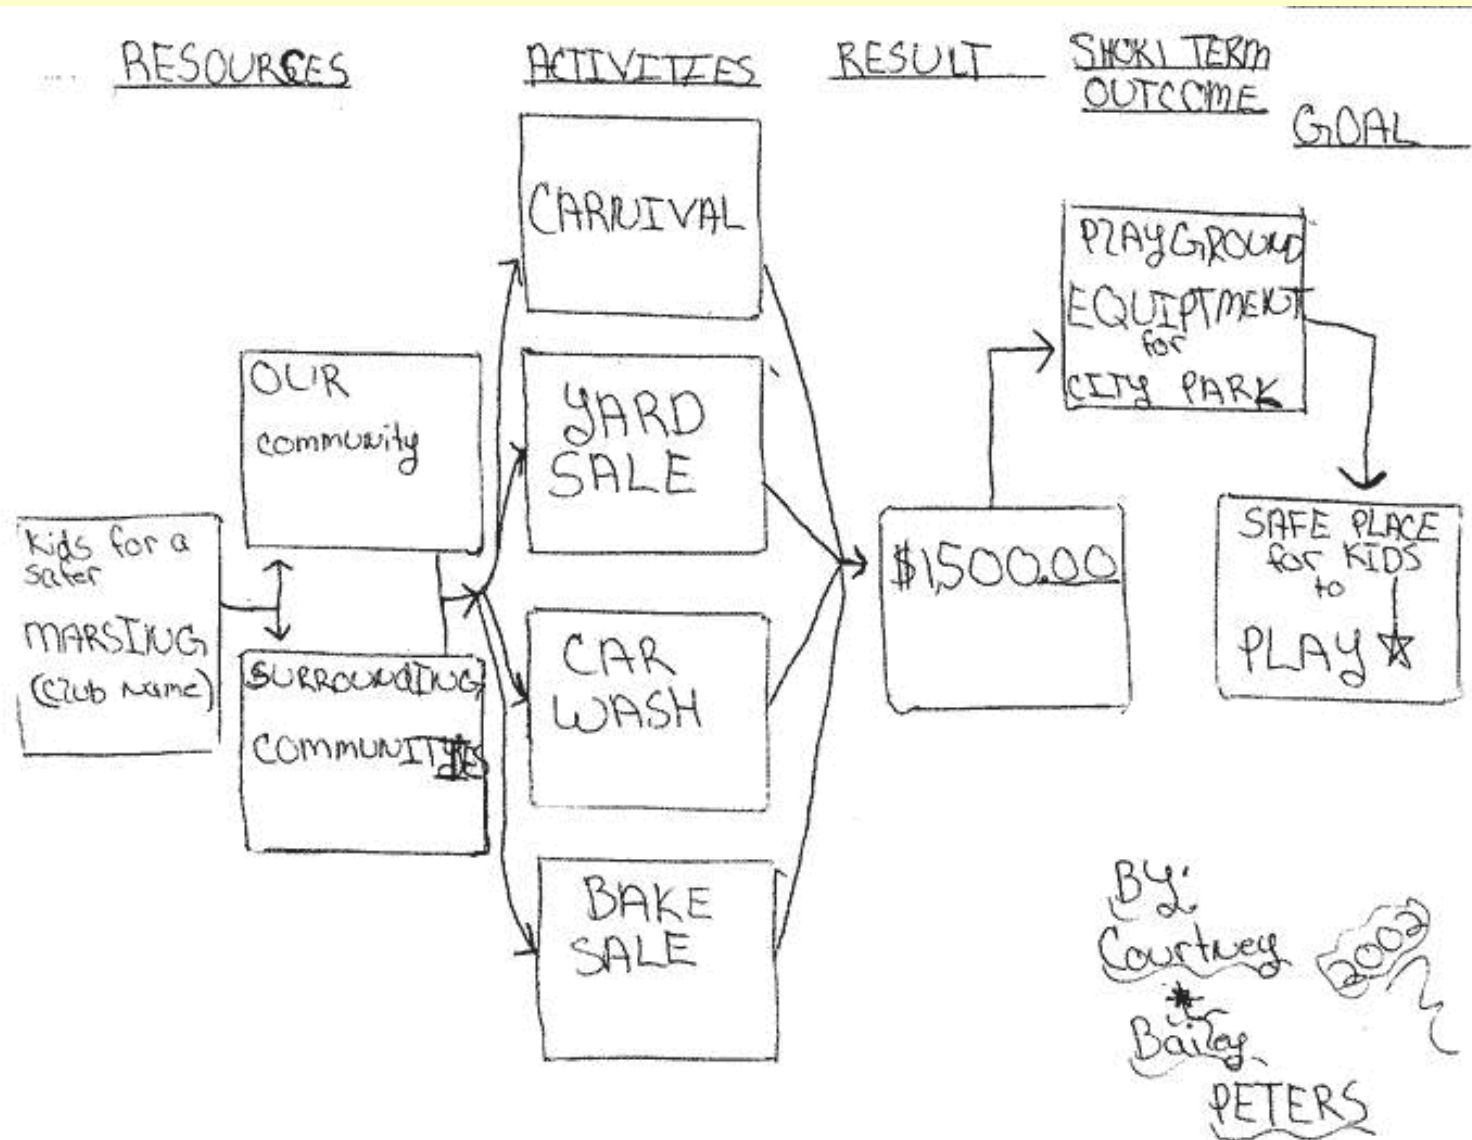 RESOURCES
ACTIVITIES
RESULT
SHORT TERM
OUTCOME
GOAL
CARNIVAL
PLAYGROUND
EQUIPTMENT
for
CITY PARK
OUR
community
YARD
SALE
Kids for a
safer
MARSING
(Club Name)
SURROUNDING
COMMUNITIES
CAR
WASH
$1,500.00
SAFE PLACE
for KIDS
to
PLAY
BAKE
SALE
BY:
Courtney
Bailey
PETERS
2002